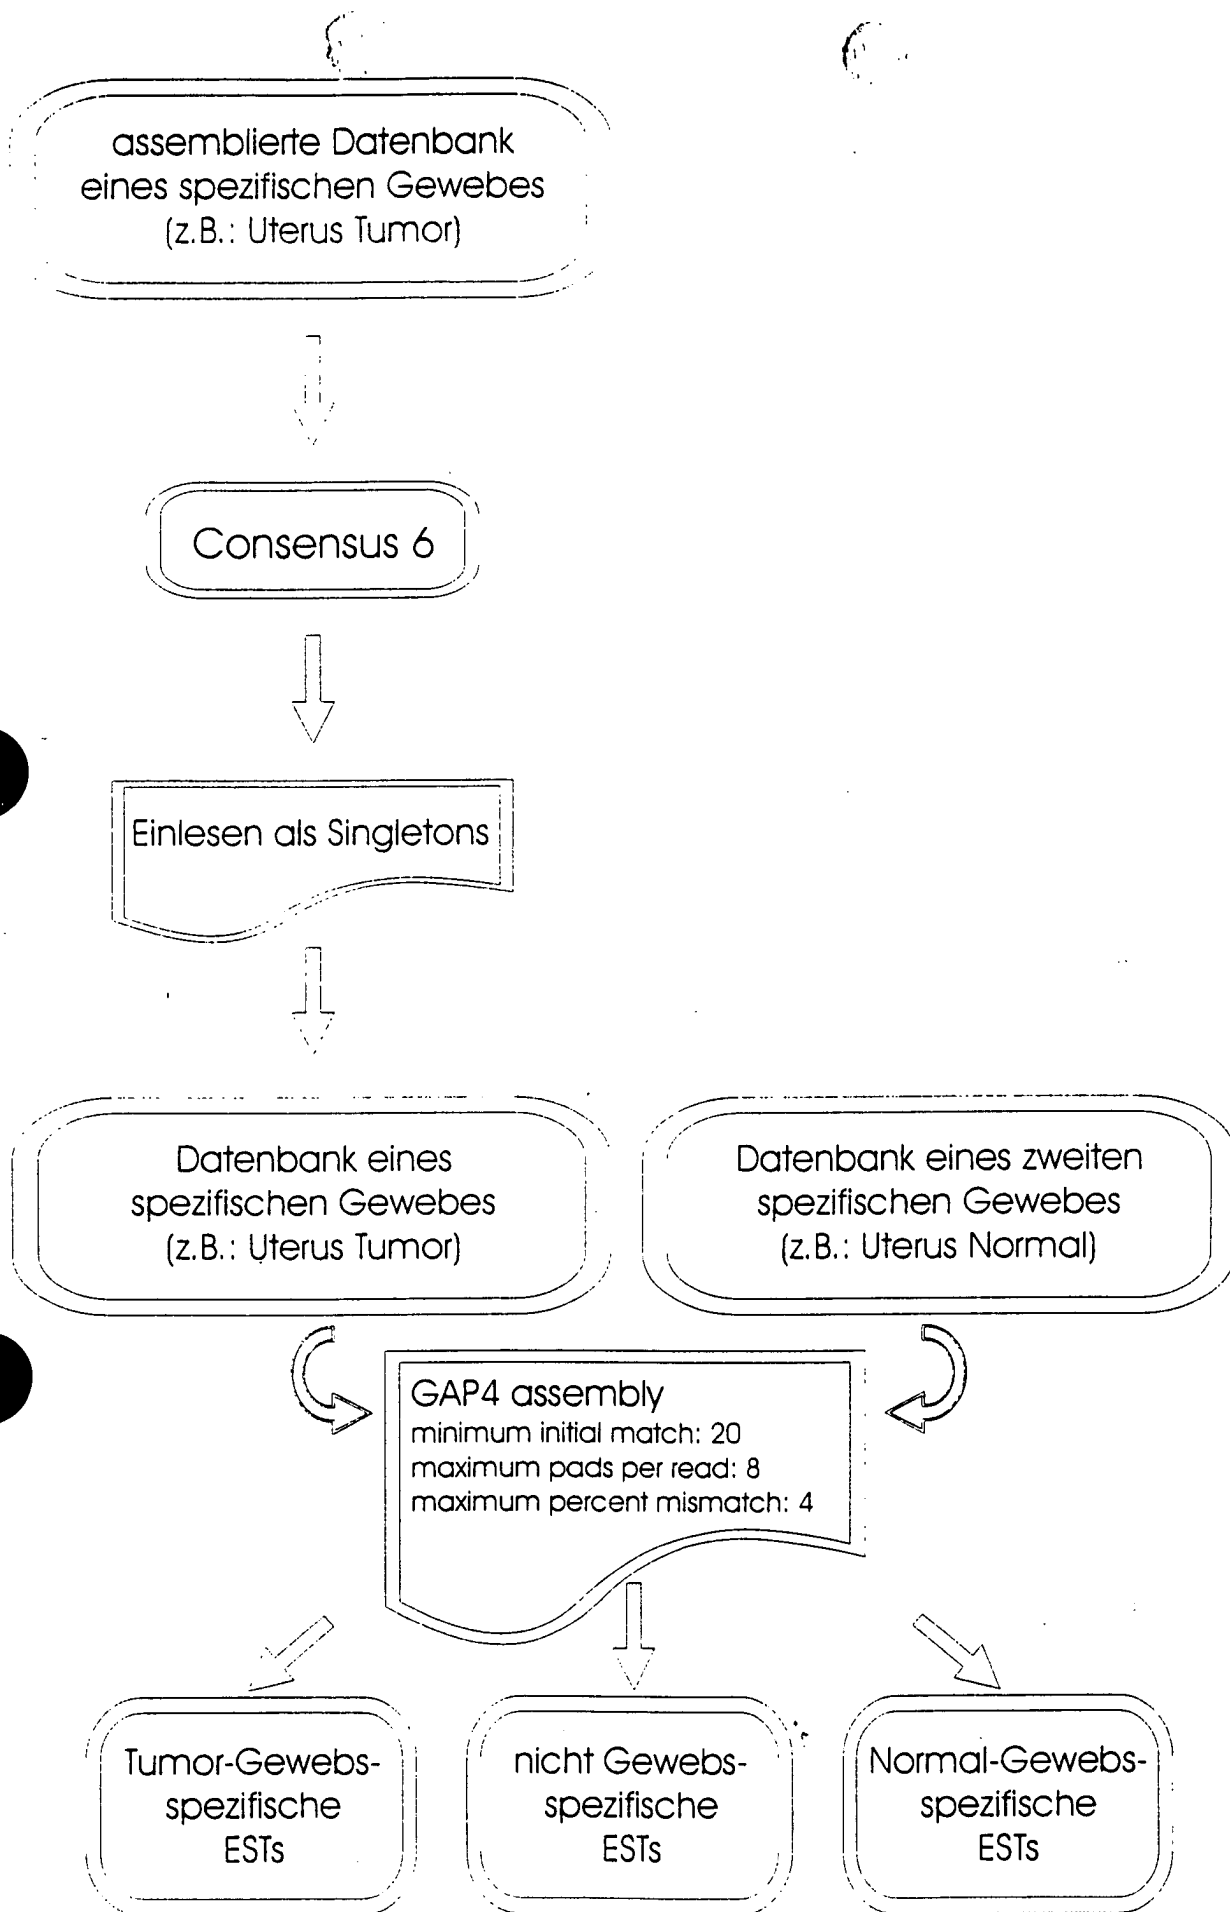 assemblierte Datenbank
eines spezifischen Gewebes
(z.B.: Uterus Tumor)
Consensus 6
Einlesen als Singletons
Datenbank eines
spezifischen Gewebes
(z.B.: Uterus Tumor)
Datenbank eines zweiten
spezifischen Gewebes
(z.B.: Uterus Normal)
GAP4 assembly
minimum initial match: 20
maximum pads per read: 8
maximum percent mismatch: 4
Tumor-Gewebs-
spezifische
ESTs
nicht Gewebs-
spezifische
ESTs
Normal-Gewebs-
spezifische
ESTs